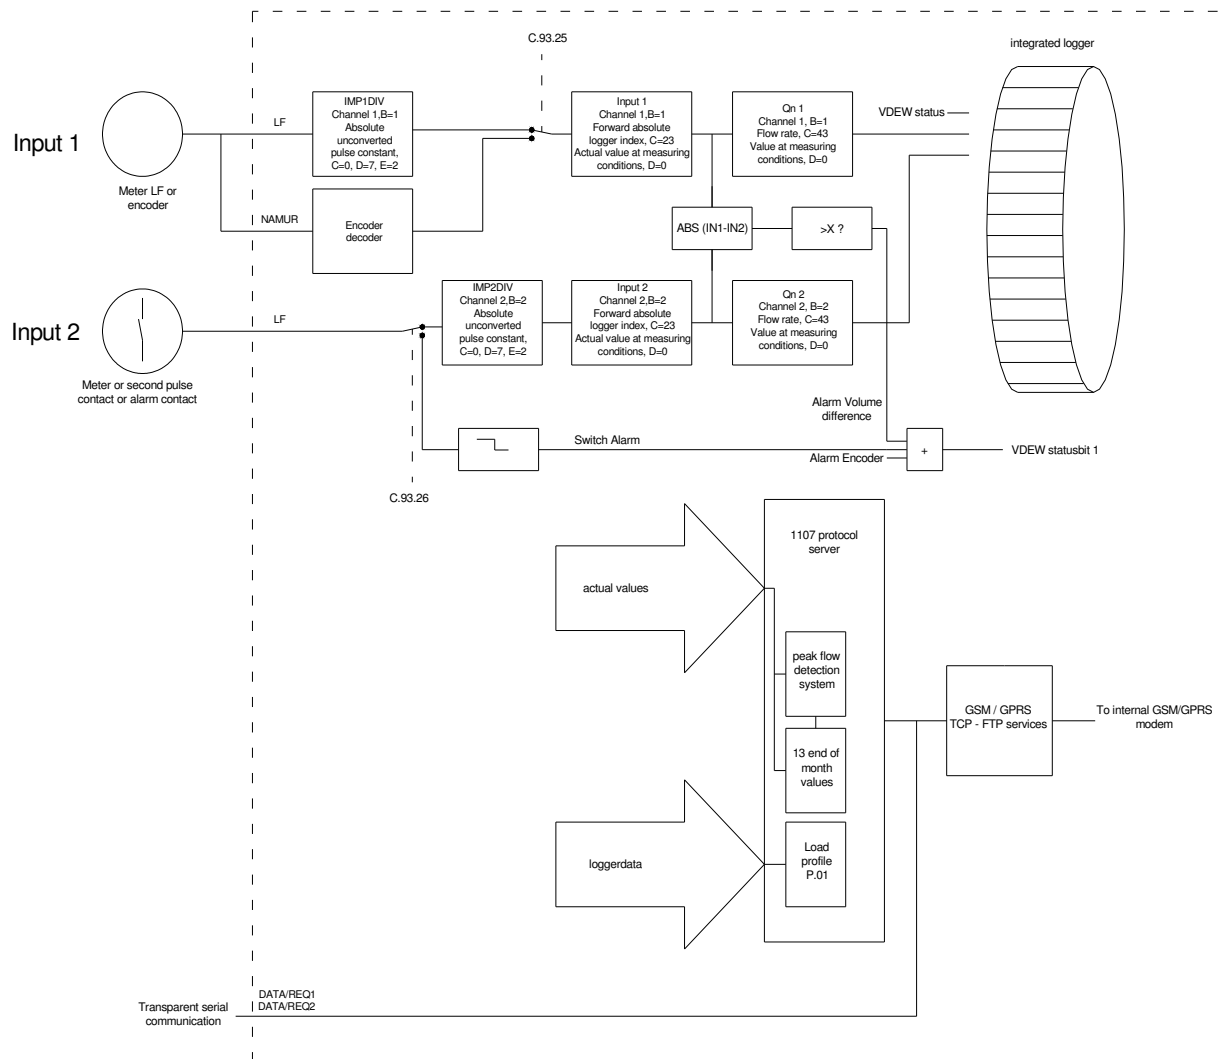 C.93.25
integrated logger
Input 1
Meter LF or
encoder
LF
NAMUR
IMP1DIV
Channel 1,B=1
Absolute
unconverted
pulse constant,
C=0, D=7, E=2
Encoder
decoder
Input 1
Channel 1,B=1
Forward absolute
logger index, C=23
Actual value at measuring
conditions, D=0
Qn 1
Channel 1, B=1
Flow rate, C=43
Value at measuring
conditions, D=0
VDEW status
ABS (IN1-IN2)
>X ?
Input 2
Meter or second pulse
contact or alarm contact
LF
IMP2DIV
Channel 2,B=2
Absolute
unconverted
pulse constant,
C=0, D=7, E=2
Input 2
Channel 2,B=2
Forward absolute
logger index, C=23
Actual value at measuring
conditions, D=0
Qn 2
Channel 2, B=2
Flow rate, C=43
Value at measuring
conditions, D=0
Alarm Volume
difference
Switch Alarm
Alarm Encoder
+
VDEW statusbit 1
C.93.26
1107 protocol
server
actual values
peak flow
detection
system
13 end of
month
values
GSM / GPRS
TCP - FTP services
To internal GSM/GPRS
modem
loggerdata
Load
profile
P.01
Transparent serial
communication
DATA/REQ1
DATA/REQ2